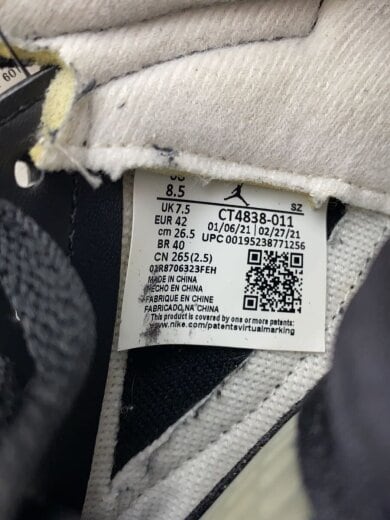 601
8.5
UK 7.5
EUR 42
cm 26.5
BR 40
CN 265(2.5)
SZ
CT4838-011
01/06/21 02/27/21
UPC 00195238771256
01R8706323FEH
MADE IN CHINA
HECHO EN CHINA
FABRIQUE EN CHINE
FABRICADO NA CHINA
This product is covered by one or more patents:
www.nike.com/patentsvirtualmarking